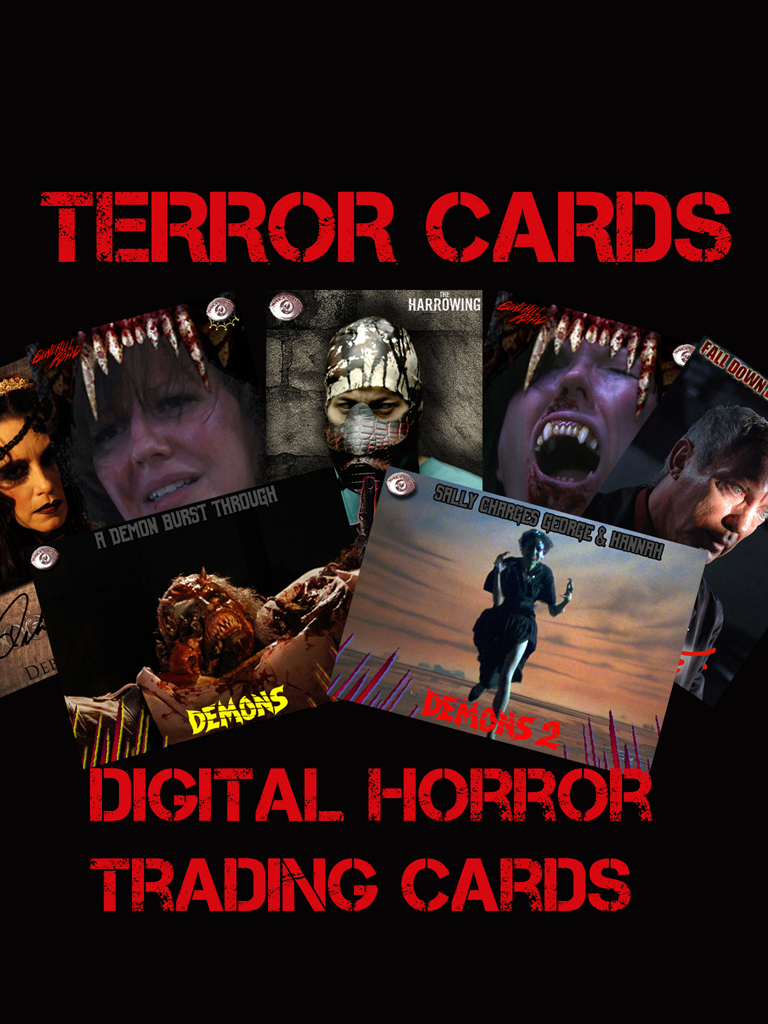 TERROR CARDS
THE
HARROWING
FALL DOWN
A DEMON BURST THROUGH
SALLY CHARGES GEORGE & HANNAH
DEE
DEMONS
DEMONS 2
DIGITAL HORROR
TRADING CARDS